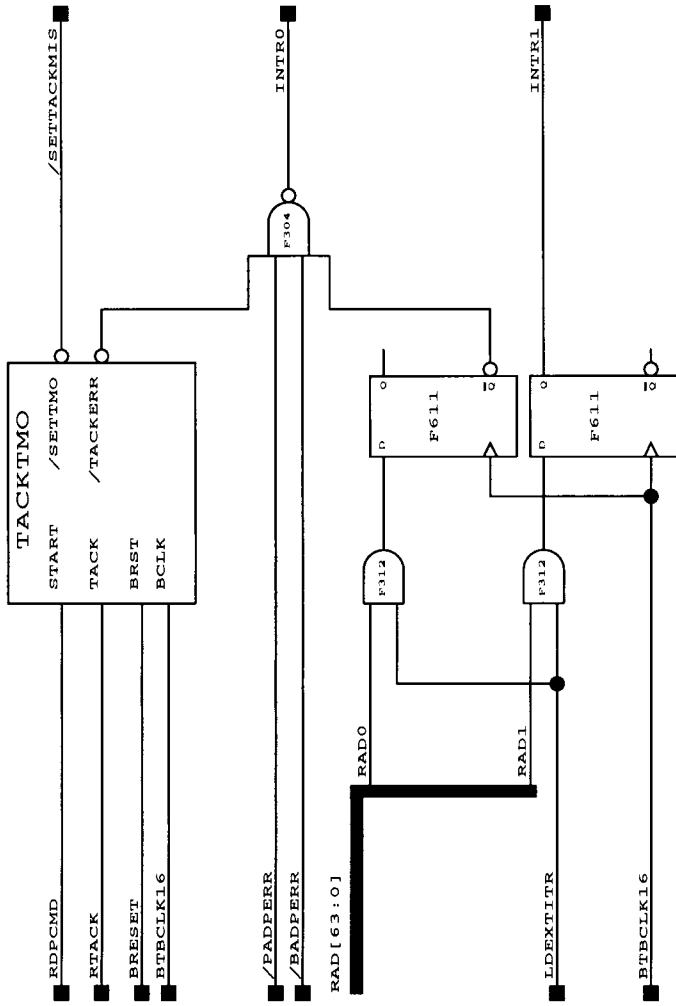 /SETTACKMIS
INTR0
INTR1
TACKTMO
START /SETTMO
TACK /TACKERR
BRST
BCLK
F304
D Q
F611
Q
D Q
F611
Q
F312
F312
RAD0
RAD1
RDPCMD
RTACK
BRESET
BTBCLK16
/PADPERR
/BADPERR
RAD[63:0]
LDEXTITR
BTBCLK16